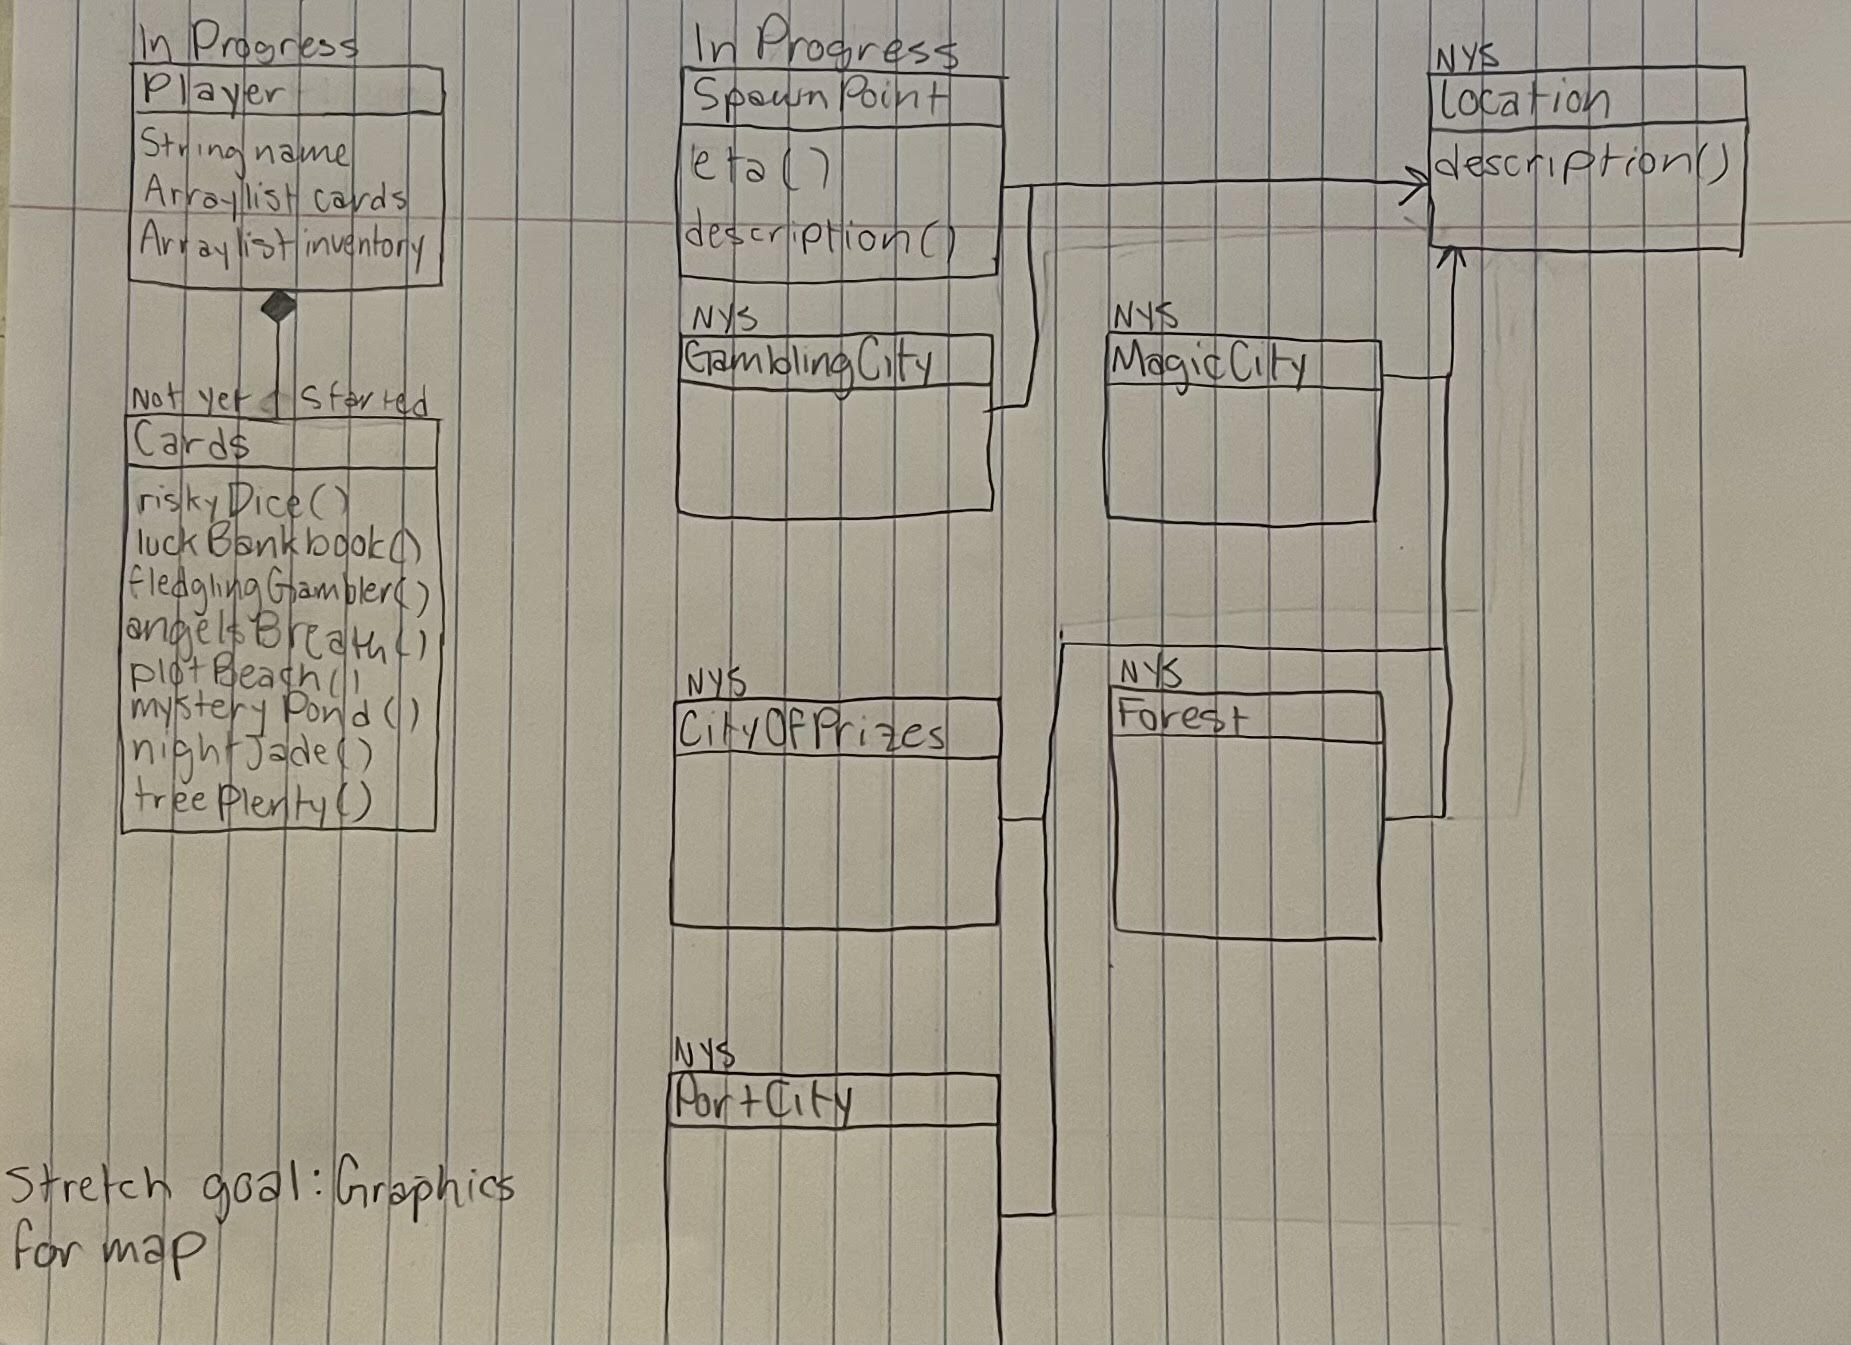 In Progress
Player
String name
Arraylist cards
Arraylist inventory
Not yet Started
Cards
riskyDice()
luckBankbook()
fledglingGambler()
angelsBreath()
plotBeach()
mysteryPond()
nightJade()
treePlenty()
Stretch goal: Graphics
for map
In Progress
SpawnPoint
eta()
description()
NYS
GamblingCity
NYS
CityOfPrizes
NYS
PortCity
NYS
MagicCity
NYS
Forest
NYS
location
description()